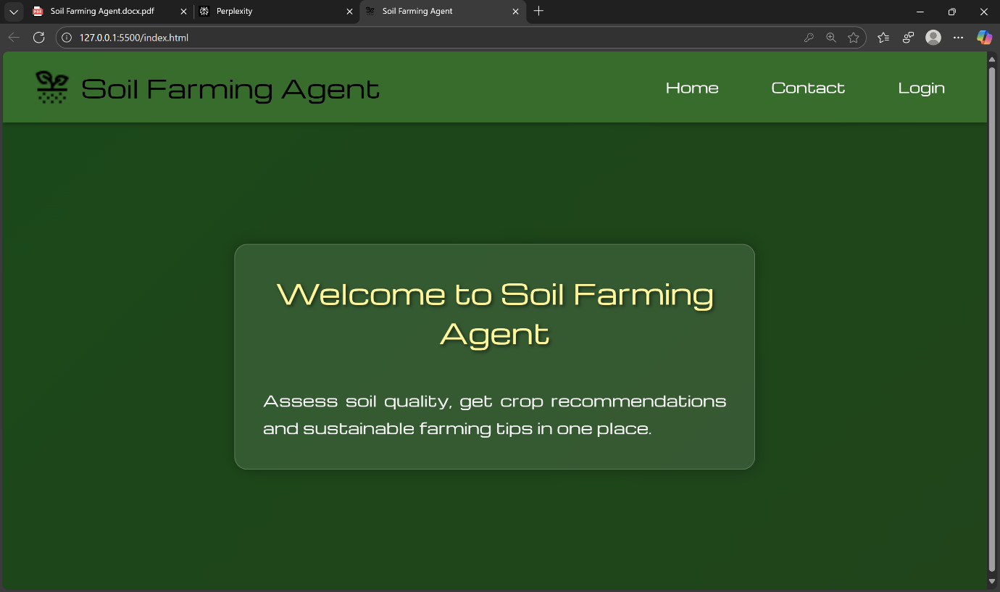 Soil Farming Agent.docx.pdf
Perplexity
Soil Farming Agent
127.0.0.1:5500/index.html
Soil Farming Agent
Home
Contact
Login
Welcome to Soil Farming
Agent
Assess soil quality, get crop recommendations
and sustainable farming tips in one place.